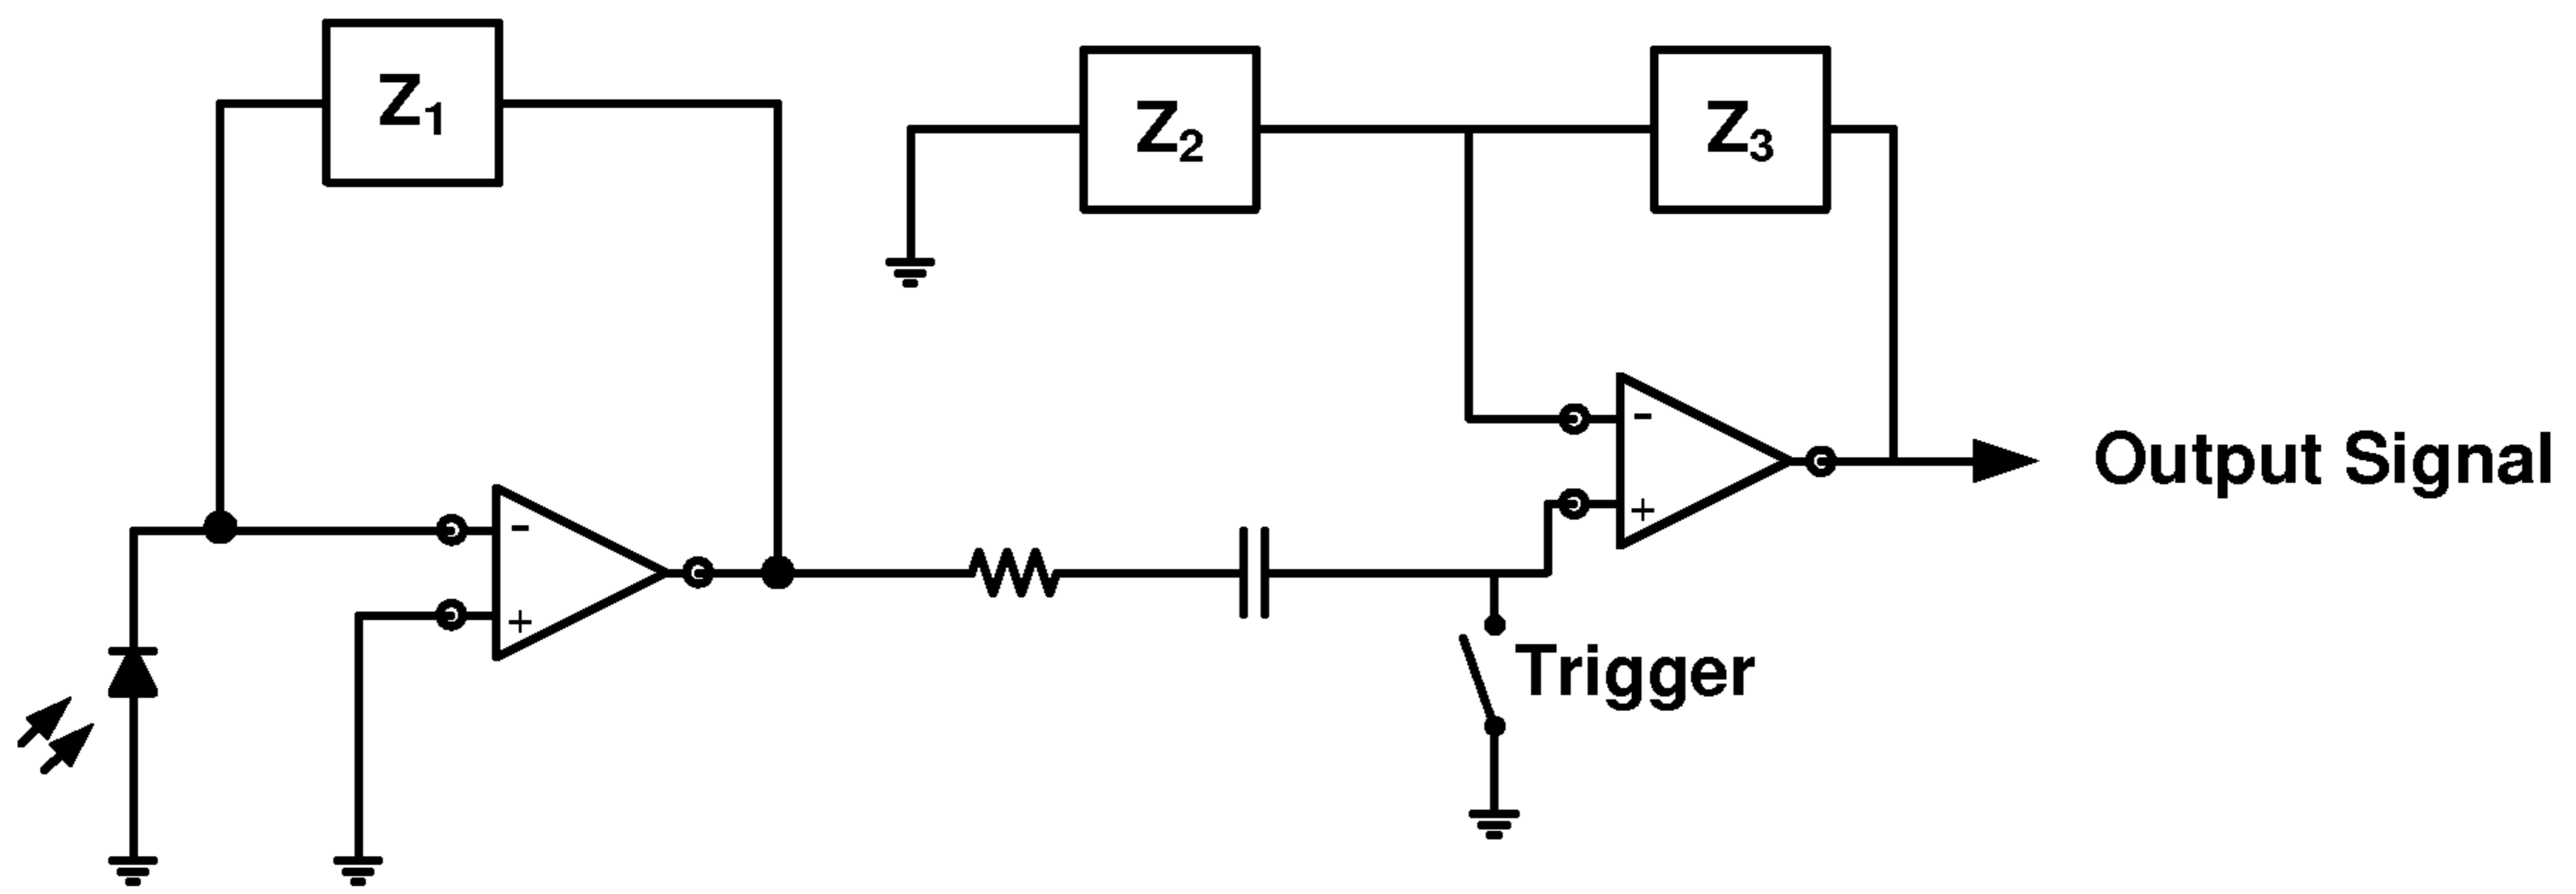 Z₁
Z₂
Z₃
-
+
-
+
Output Signal
Trigger